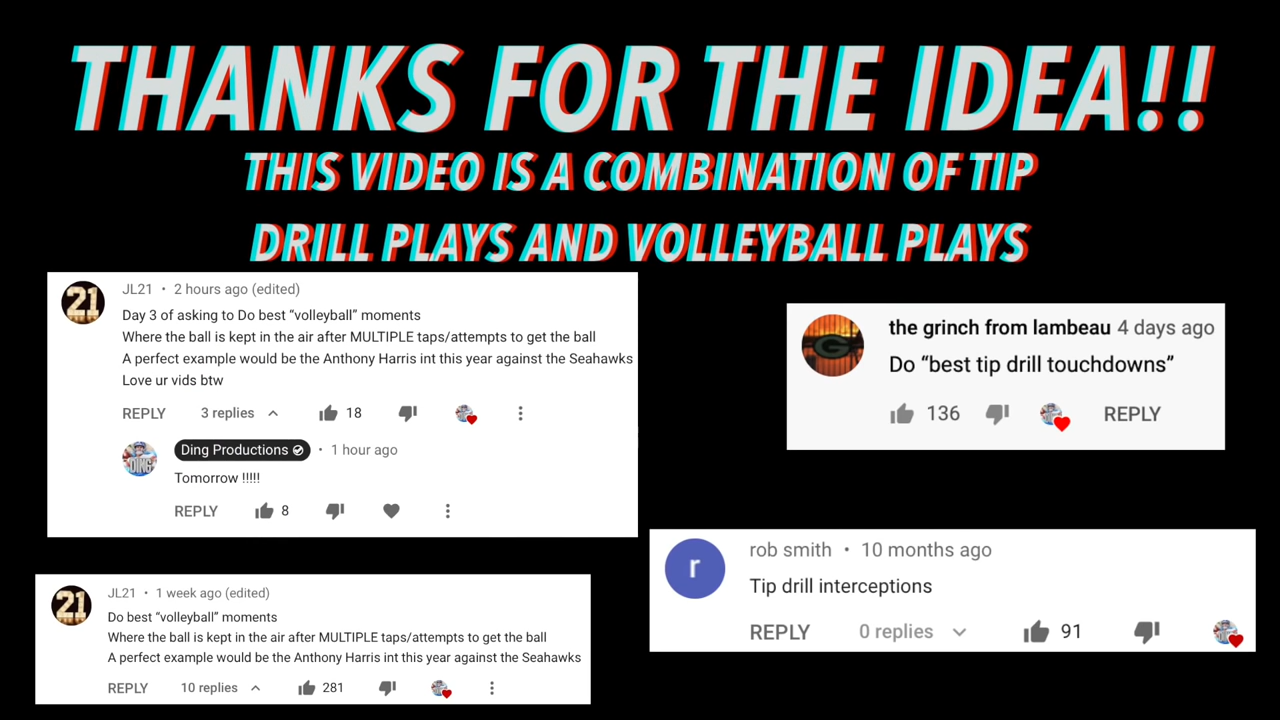 THANKS FOR THE IDEA!!
THIS VIDEO IS A COMBINATION OF TIP
DRILL PLAYS AND VOLLEYBALL PLAYS
21
JL21 • 2 hours ago (edited)
Day 3 of asking to Do best “volleyball” moments
Where the ball is kept in the air after MULTIPLE taps/attempts to get the ball
A perfect example would be the Anthony Harris int this year against the Seahawks
Love ur vids btw
REPLY 3 replies 18
DING
Ding Productions • 1 hour ago
Tomorrow !!!!!
REPLY 8
G
the grinch from lambeau 4 days ago
Do “best tip drill touchdowns”
136 REPLY
r
rob smith • 10 months ago
Tip drill interceptions
REPLY 0 replies 91
21
JL21 • 1 week ago (edited)
Do best “volleyball” moments
Where the ball is kept in the air after MULTIPLE taps/attempts to get the ball
A perfect example would be the Anthony Harris int this year against the Seahawks
REPLY 10 replies 281